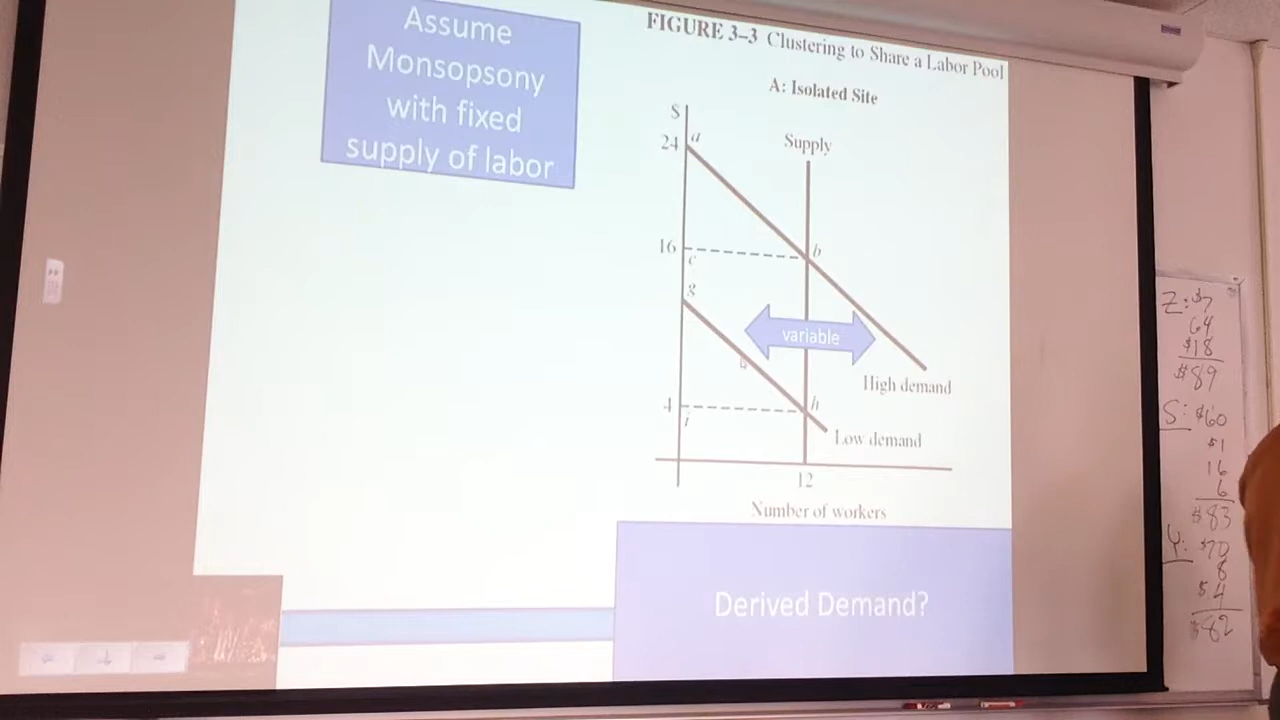 Assume
Monsopsony
with fixed
supply of labor
FIGURE 3–3 Clustering to Share a Labor Pool
A: Isolated Site
$
24
a
Supply
16
c
b
g
variable
High demand
4
i
h
Low demand
12
Number of workers
Derived Demand?
Z: $7
64
$18
$89
S: $60
$1
16
6
$83
Y: $70
8
$4
$82